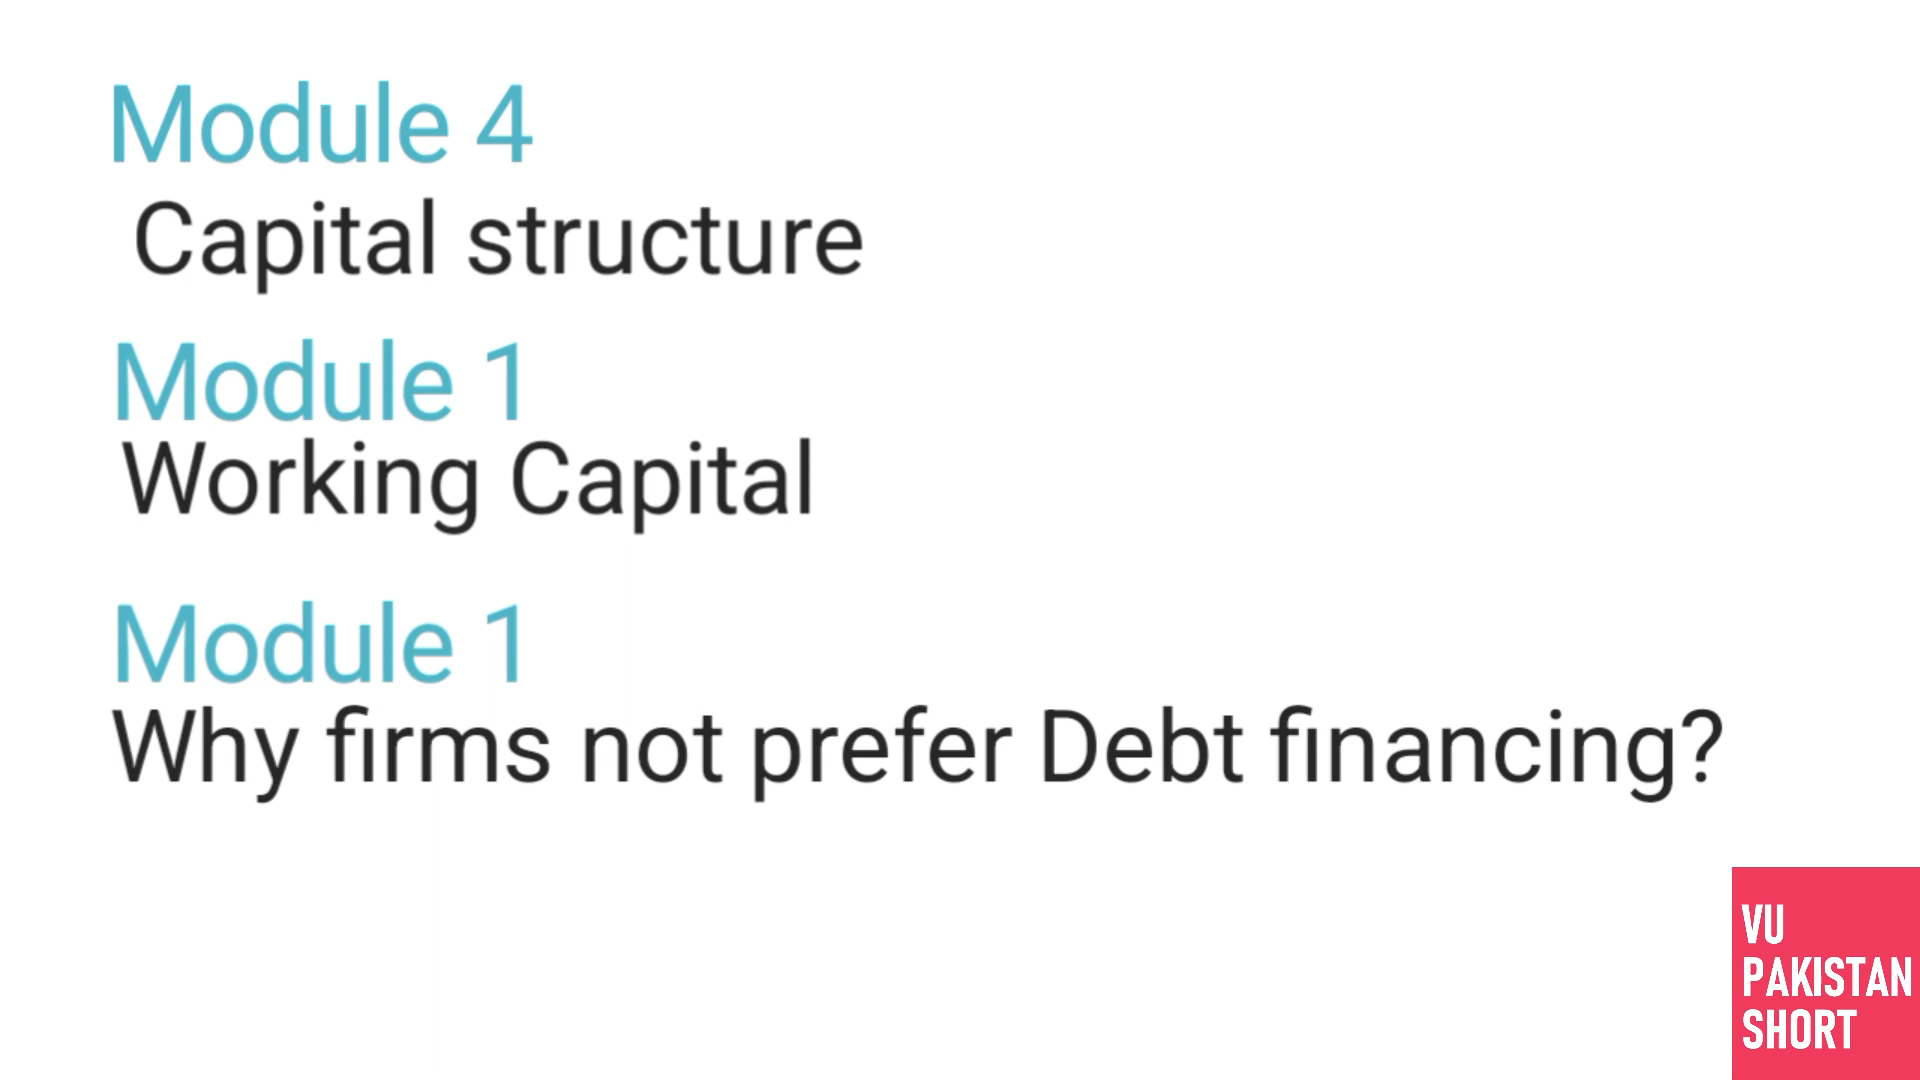 Module 4
Capital structure
Module 1
Working Capital
Module 1
Why firms not prefer Debt financing?
VU
PAKISTAN
SHORT